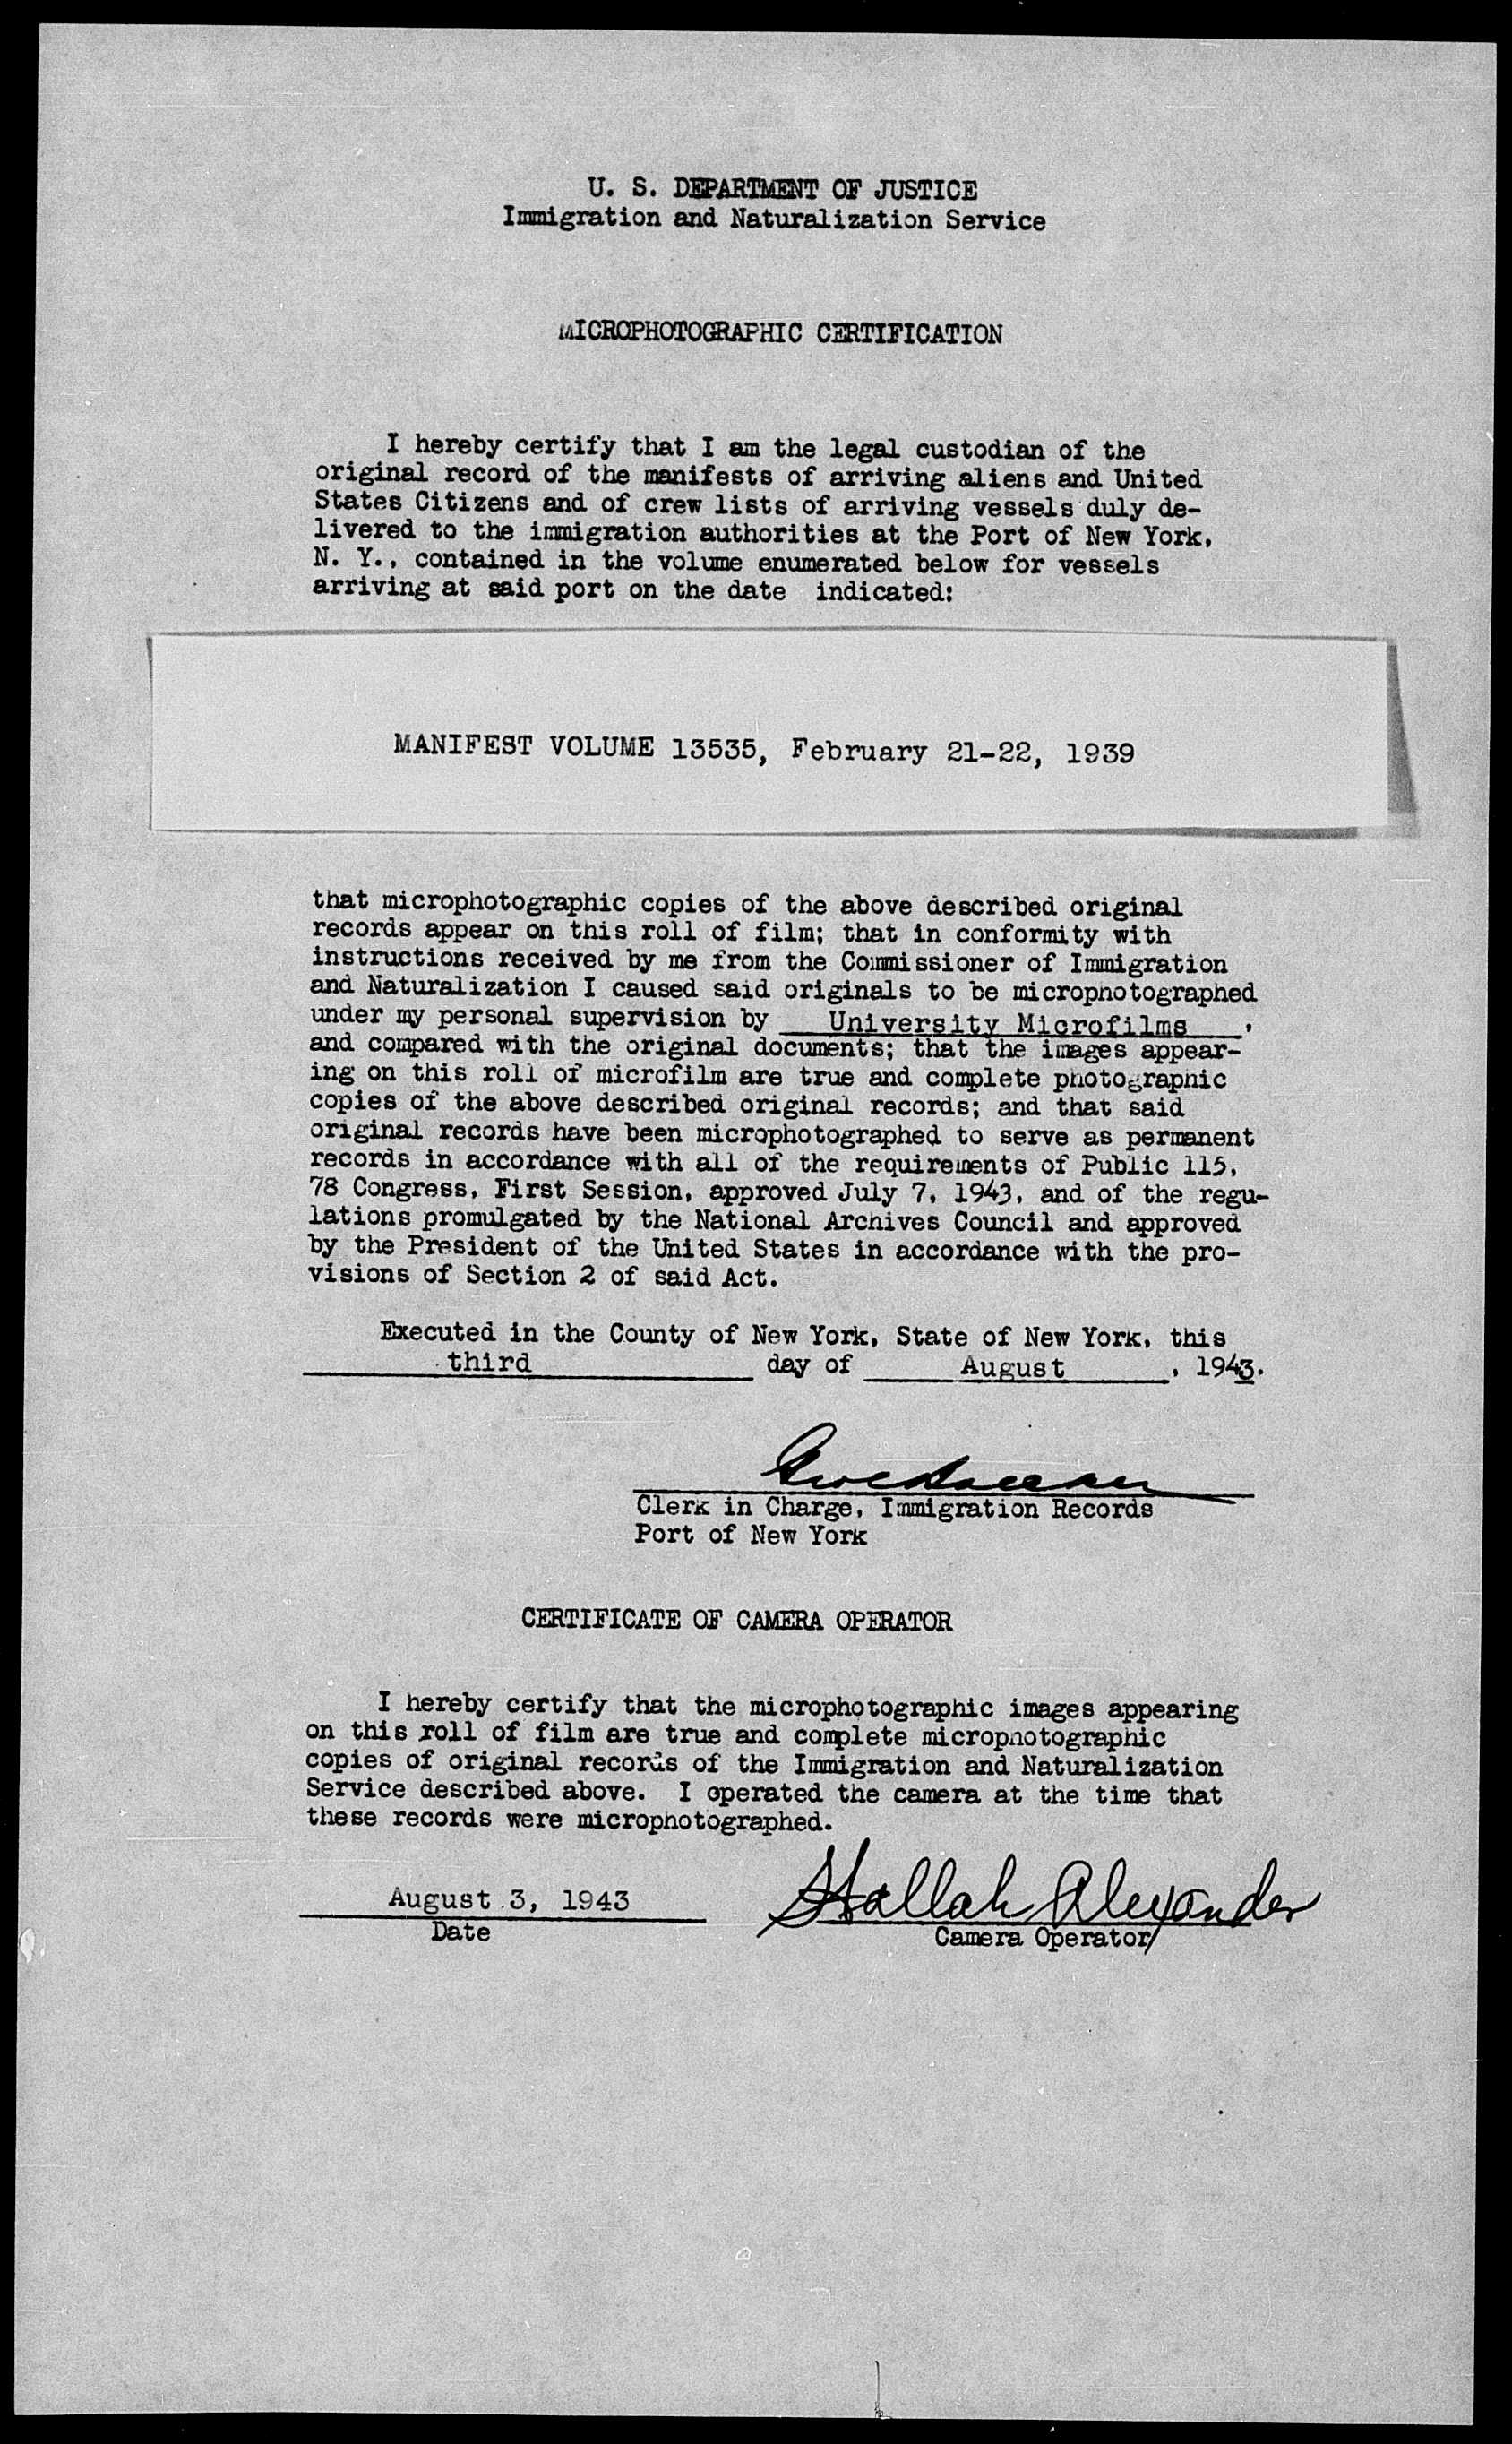 U. S. DEPARTMENT OF JUSTICE
Immigration and Naturalization Service
MICROPHOTOGRAPHIC CERTIFICATION
I hereby certify that I am the legal custodian of the
original record of the manifests of arriving aliens and United
States Citizens and of crew lists of arriving vessels duly de-
livered to the immigration authorities at the Port of New York,
N. Y., contained in the volume enumerated below for vessels
arriving at said port on the date indicated:
MANIFEST VOLUME 13535, February 21-22, 1939
that microphotographic copies of the above described original
records appear on this roll of film; that in conformity with
instructions received by me from the Commissioner of Immigration
and Naturalization I caused said originals to be microphotographed
under my personal supervision by University Microfilms ,
and compared with the original documents; that the images appear-
ing on this roll of microfilm are true and complete photographic
copies of the above described original records; and that said
original records have been microphotographed to serve as permanent
records in accordance with all of the requirements of Public 115,
78 Congress, First Session, approved July 7, 1943, and of the regu-
lations promulgated by the National Archives Council and approved
by the President of the United States in accordance with the pro-
visions of Section 2 of said Act.
Executed in the County of New York, State of New York, this
third day of August , 1943.
Clerk in Charge, Immigration Records
Port of New York
CERTIFICATE OF CAMERA OPERATOR
I hereby certify that the microphotographic images appearing
on this roll of film are true and complete microphotographic
copies of original records of the Immigration and Naturalization
Service described above. I operated the camera at the time that
these records were microphotographed.
August 3, 1943 Hallah Alexander
Date Camera Operator